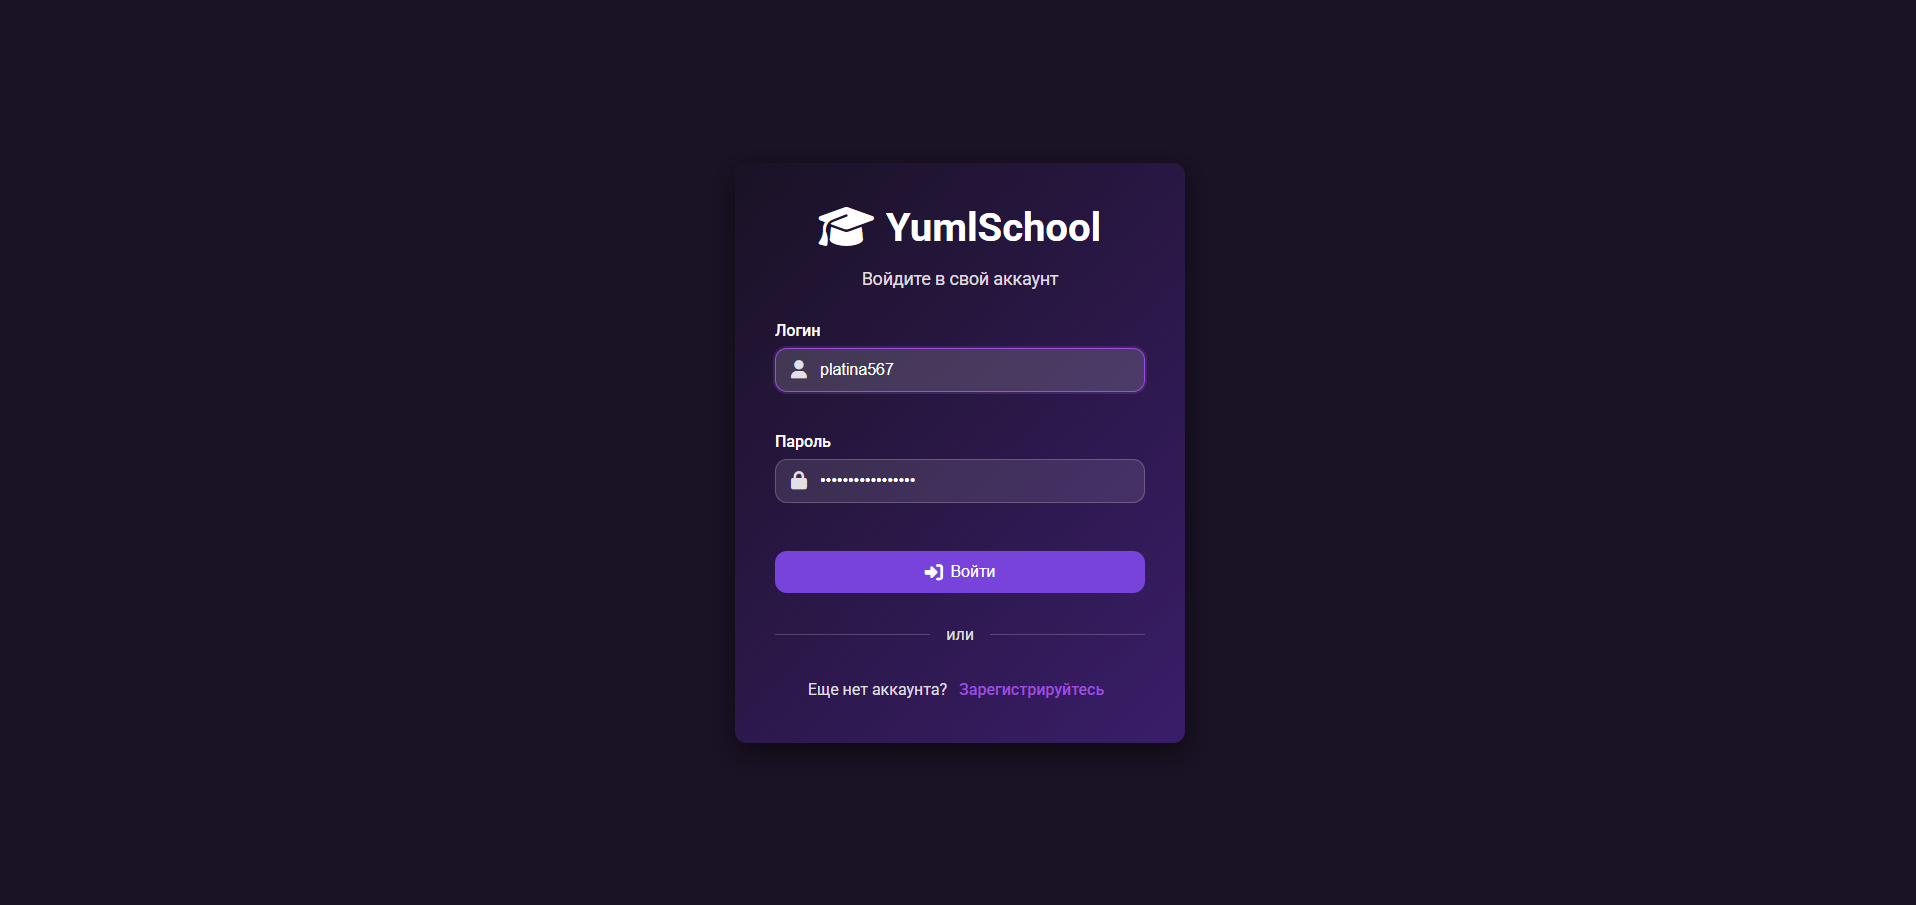 YumlSchool
Войдите в свой аккаунт
Логин
platina567
Пароль
•••••••••••••••••
Войти
или
Еще нет аккаунта? Зарегистрируйтесь